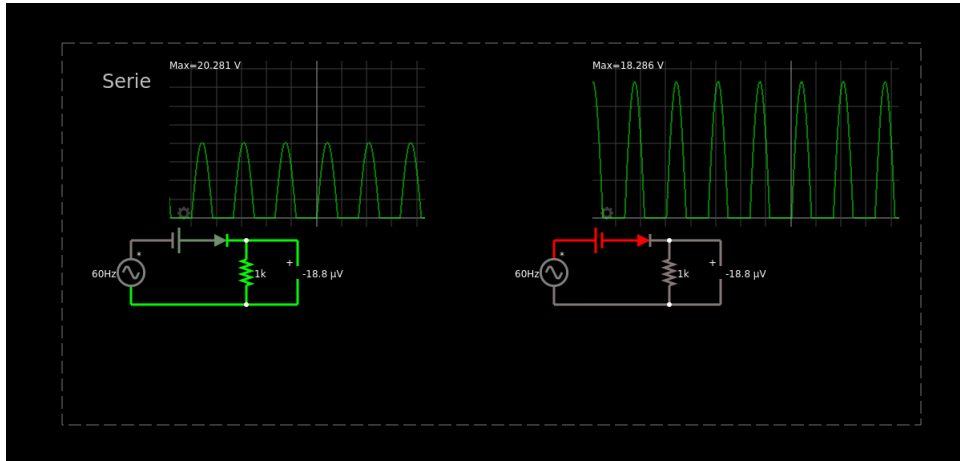 Max=20.281 V
Max=18.286 V
Serie
*
*
+
+
60Hz
1k
-18.8 μV
60Hz
1k
-18.8 μV